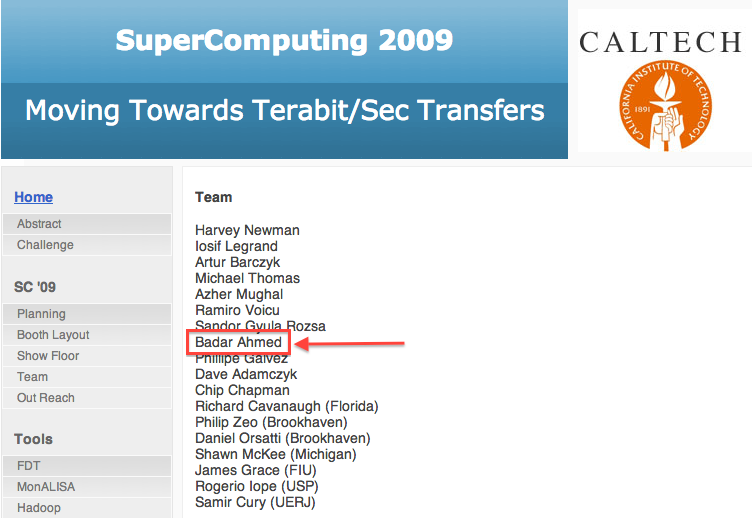 SuperComputing 2009
Moving Towards Terabit/Sec Transfers
CALTECH
CALIFORNIA INSTITUTE OF TECHNOLOGY
1891
Home
Abstract
Challenge
SC '09
Planning
Booth Layout
Show Floor
Team
Out Reach
Tools
FDT
MonALISA
Hadoop
Team
Harvey Newman
Iosif Legrand
Artur Barczyk
Michael Thomas
Azher Mughal
Ramiro Voicu
Sandor Gyula Rozsa
Badar Ahmed
Phillipe Galvez
Dave Adamczyk
Chip Chapman
Richard Cavanaugh (Florida)
Philip Zeo (Brookhaven)
Daniel Orsatti (Brookhaven)
Shawn McKee (Michigan)
James Grace (FIU)
Rogerio Iope (USP)
Samir Cury (UERJ)